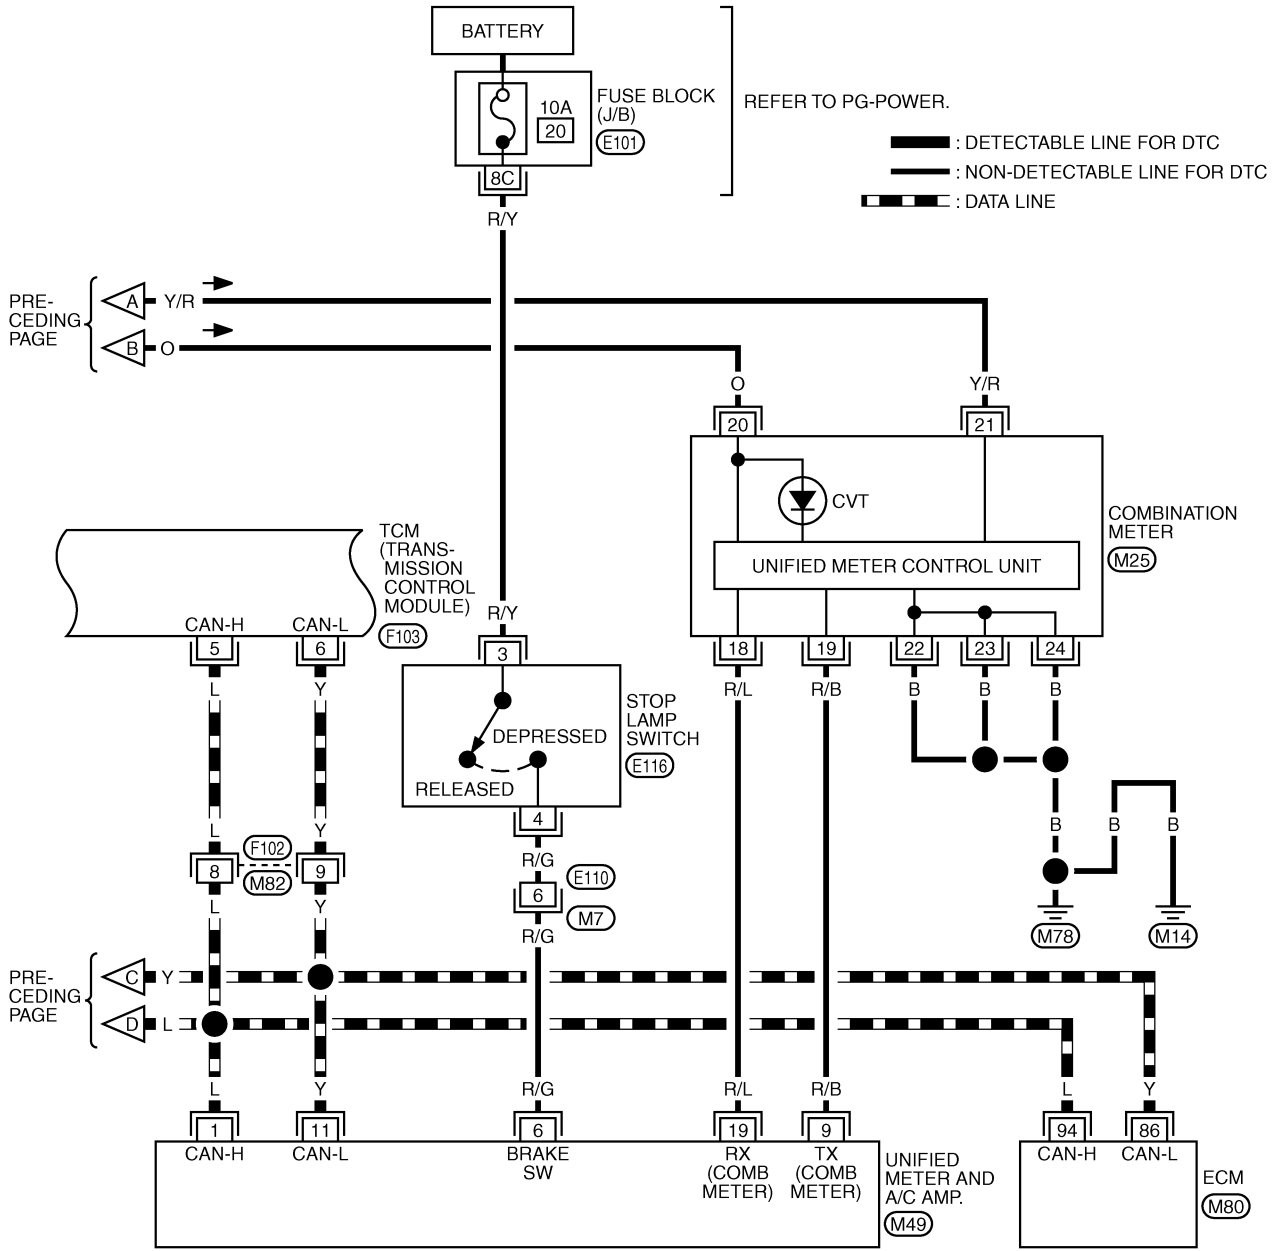 BATTERY
FUSE BLOCK
(J/B)
10A
20
E101
REFER TO PG-POWER.
: DETECTABLE LINE FOR DTC
: NON-DETECTABLE LINE FOR DTC
: DATA LINE
8C
R/Y
PRE-
CEDING
PAGE
A Y/R
B O
O Y/R
20 21
CVT
UNIFIED METER CONTROL UNIT
COMBINATION
METER
M25
TCM
(TRANS-
MISSION
CONTROL
MODULE)
F103
CAN-H CAN-L
5 6
L Y
R/Y
3
STOP
LAMP
SWITCH
E116
DEPRESSED
RELEASED
4
18 19 22 23 24
R/L R/B B B B
L Y
F102
8 9
M82
L Y
R/G
E110
6
M7
R/G
B B B
M78 M14
PRE-
CEDING
PAGE
C Y
D L
L Y R/G R/L R/B L Y
1 11 6 19 9 94 86
CAN-H CAN-L
BRAKE
SW
RX
(COMB
METER)
TX
(COMB
METER)
UNIFIED
METER AND
A/C AMP.
M49
CAN-H CAN-L
ECM
M80